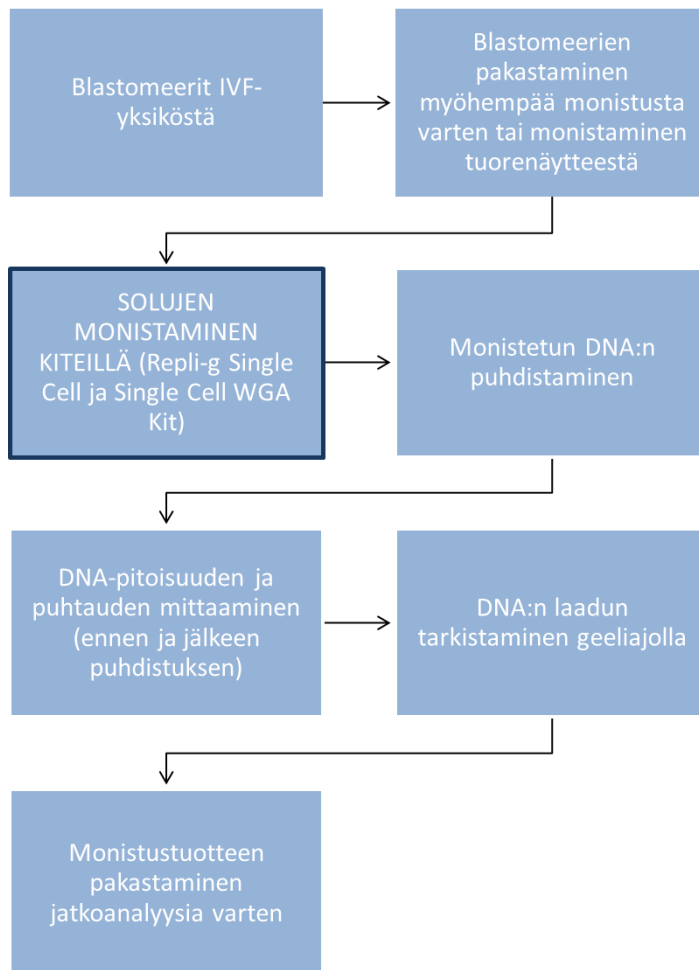 Blastomeerit IVF-
yksiköstä
Blastomeerien
pakastaminen
myöhempää monistusta
varten tai monistaminen
tuorenäytteestä
SOLUJEN
MONISTAMINEN
KITEILLÄ (Repli-g Single
Cell ja Single Cell WGA
Kit)
Monistetun DNA:n
puhdistaminen
DNA-pitoisuuden ja
puhtauden mittaaminen
(ennen ja jälkeen
puhdistuksen)
DNA:n laadun
tarkistaminen geeliajolla
Monistustuotteen
pakastaminen
jatkoanalyysia varten